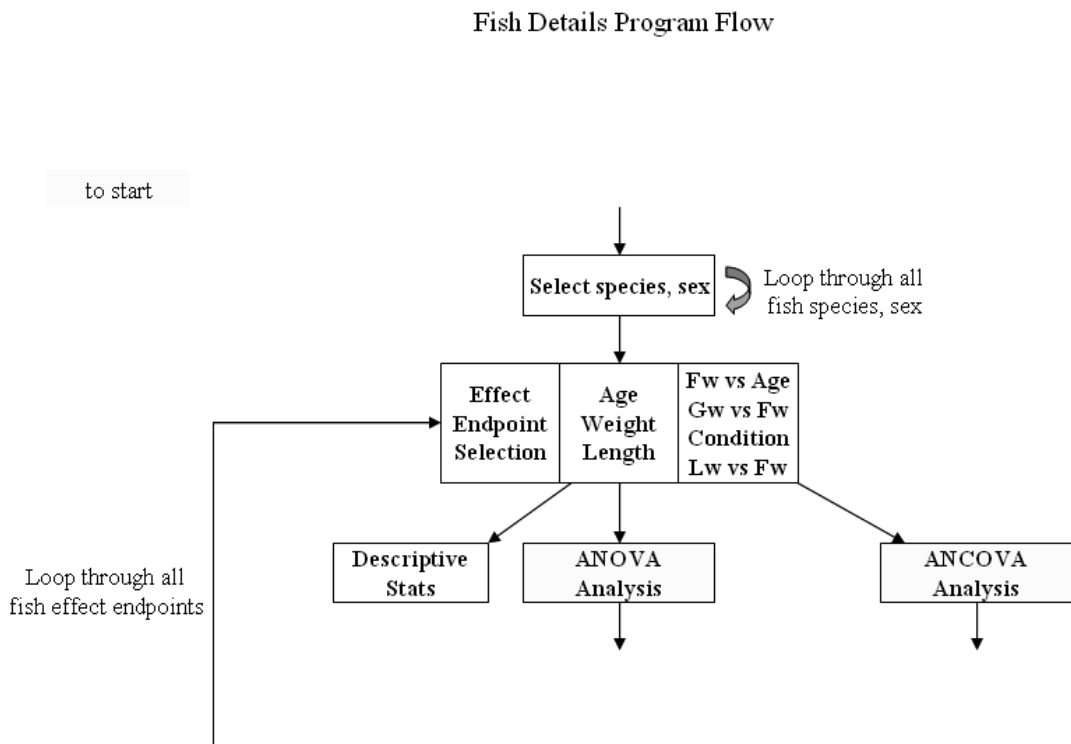 Fish Details Program Flow
to start
Select species, sex
Loop through all
fish species, sex
Effect
Endpoint
Selection
Age
Weight
Length
Fw vs Age
Gw vs Fw
Condition
Lw vs Fw
Descriptive
Stats
ANOVA
Analysis
ANCOVA
Analysis
Loop through all
fish effect endpoints